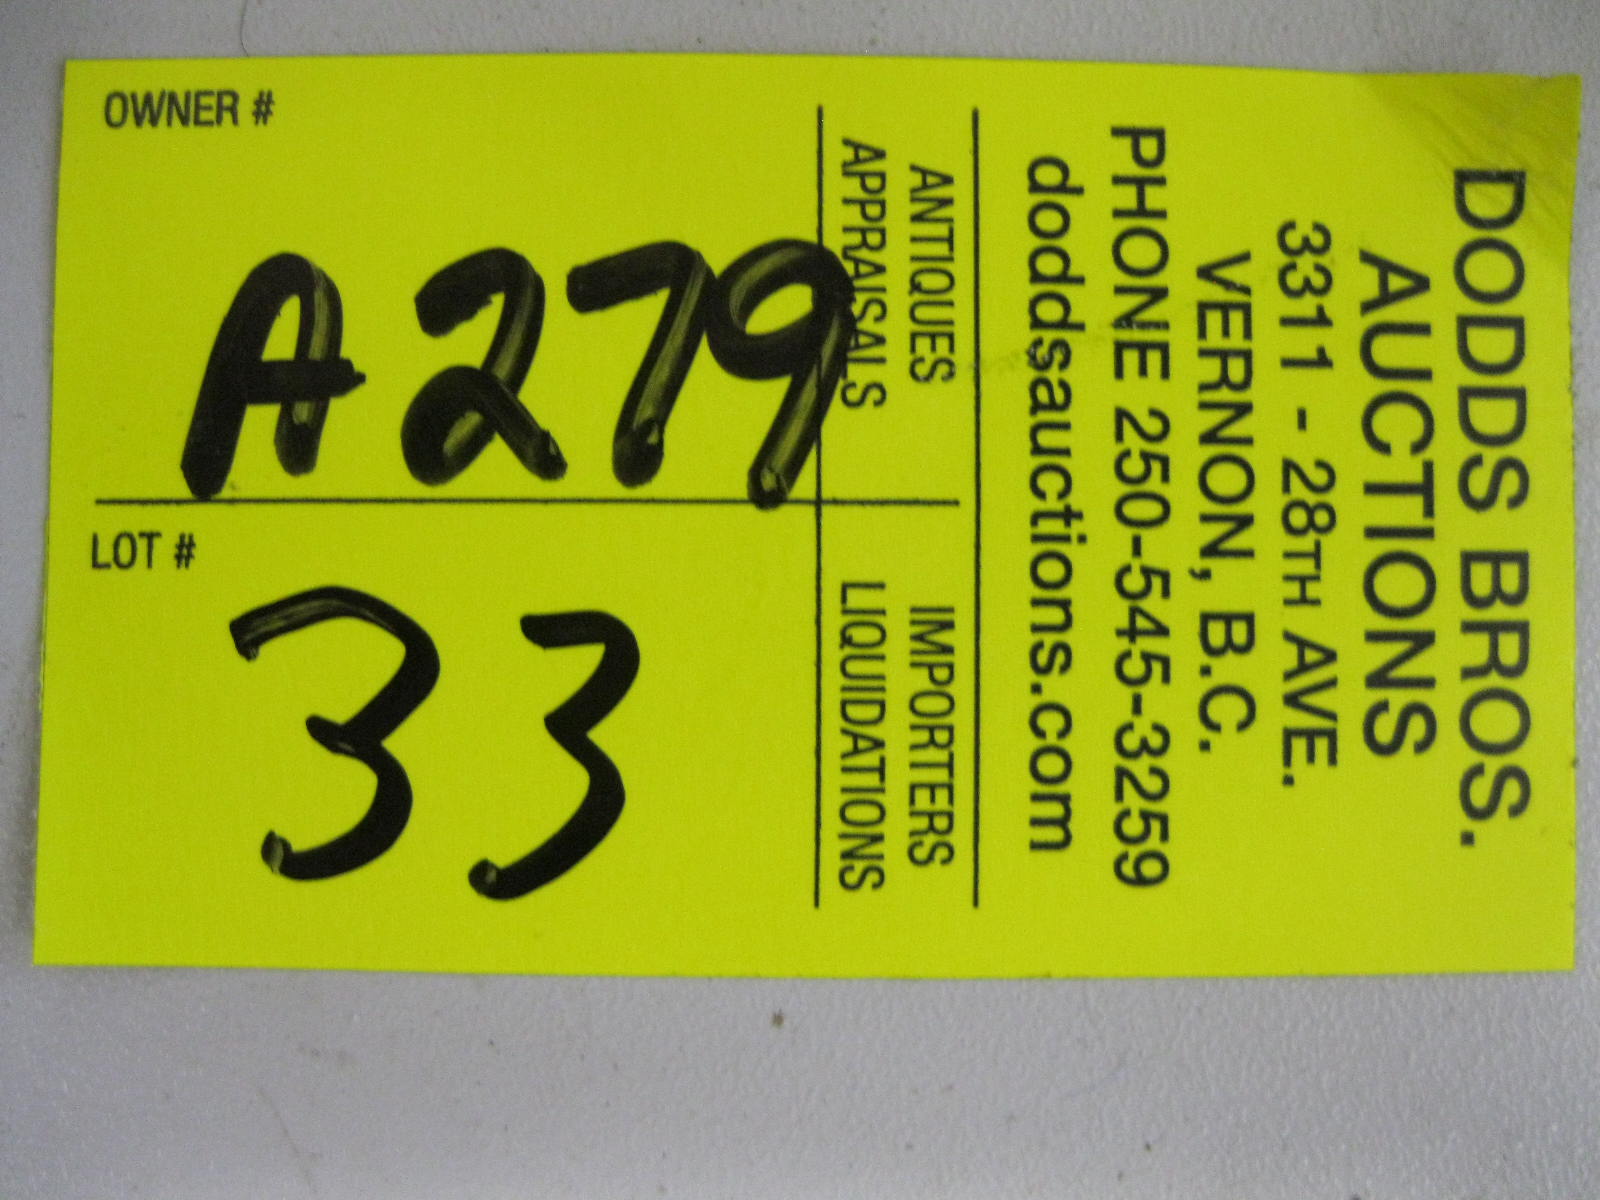 DODDS BROS.
AUCTIONS
3311 - 28TH AVE.
VERNON, B.C.
PHONE 250-545-3259
doddsauctions.com
ANTIQUES IMPORTERS
APPRAISALS LIQUIDATIONS
OWNER #
A279
LOT #
33